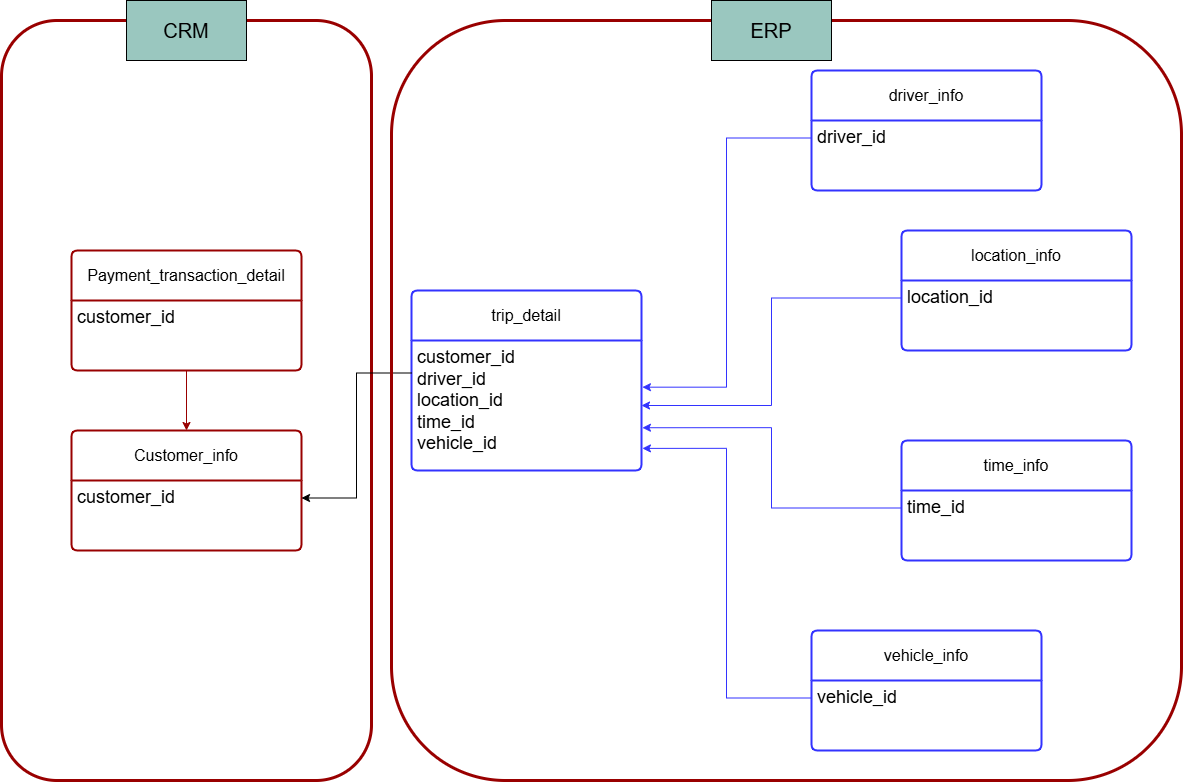 CRM
Payment_transaction_detail
customer_id
Customer_info
customer_id
ERP
driver_info
driver_id
location_info
location_id
trip_detail
customer_id
driver_id
location_id
time_id
vehicle_id
time_info
time_id
vehicle_info
vehicle_id